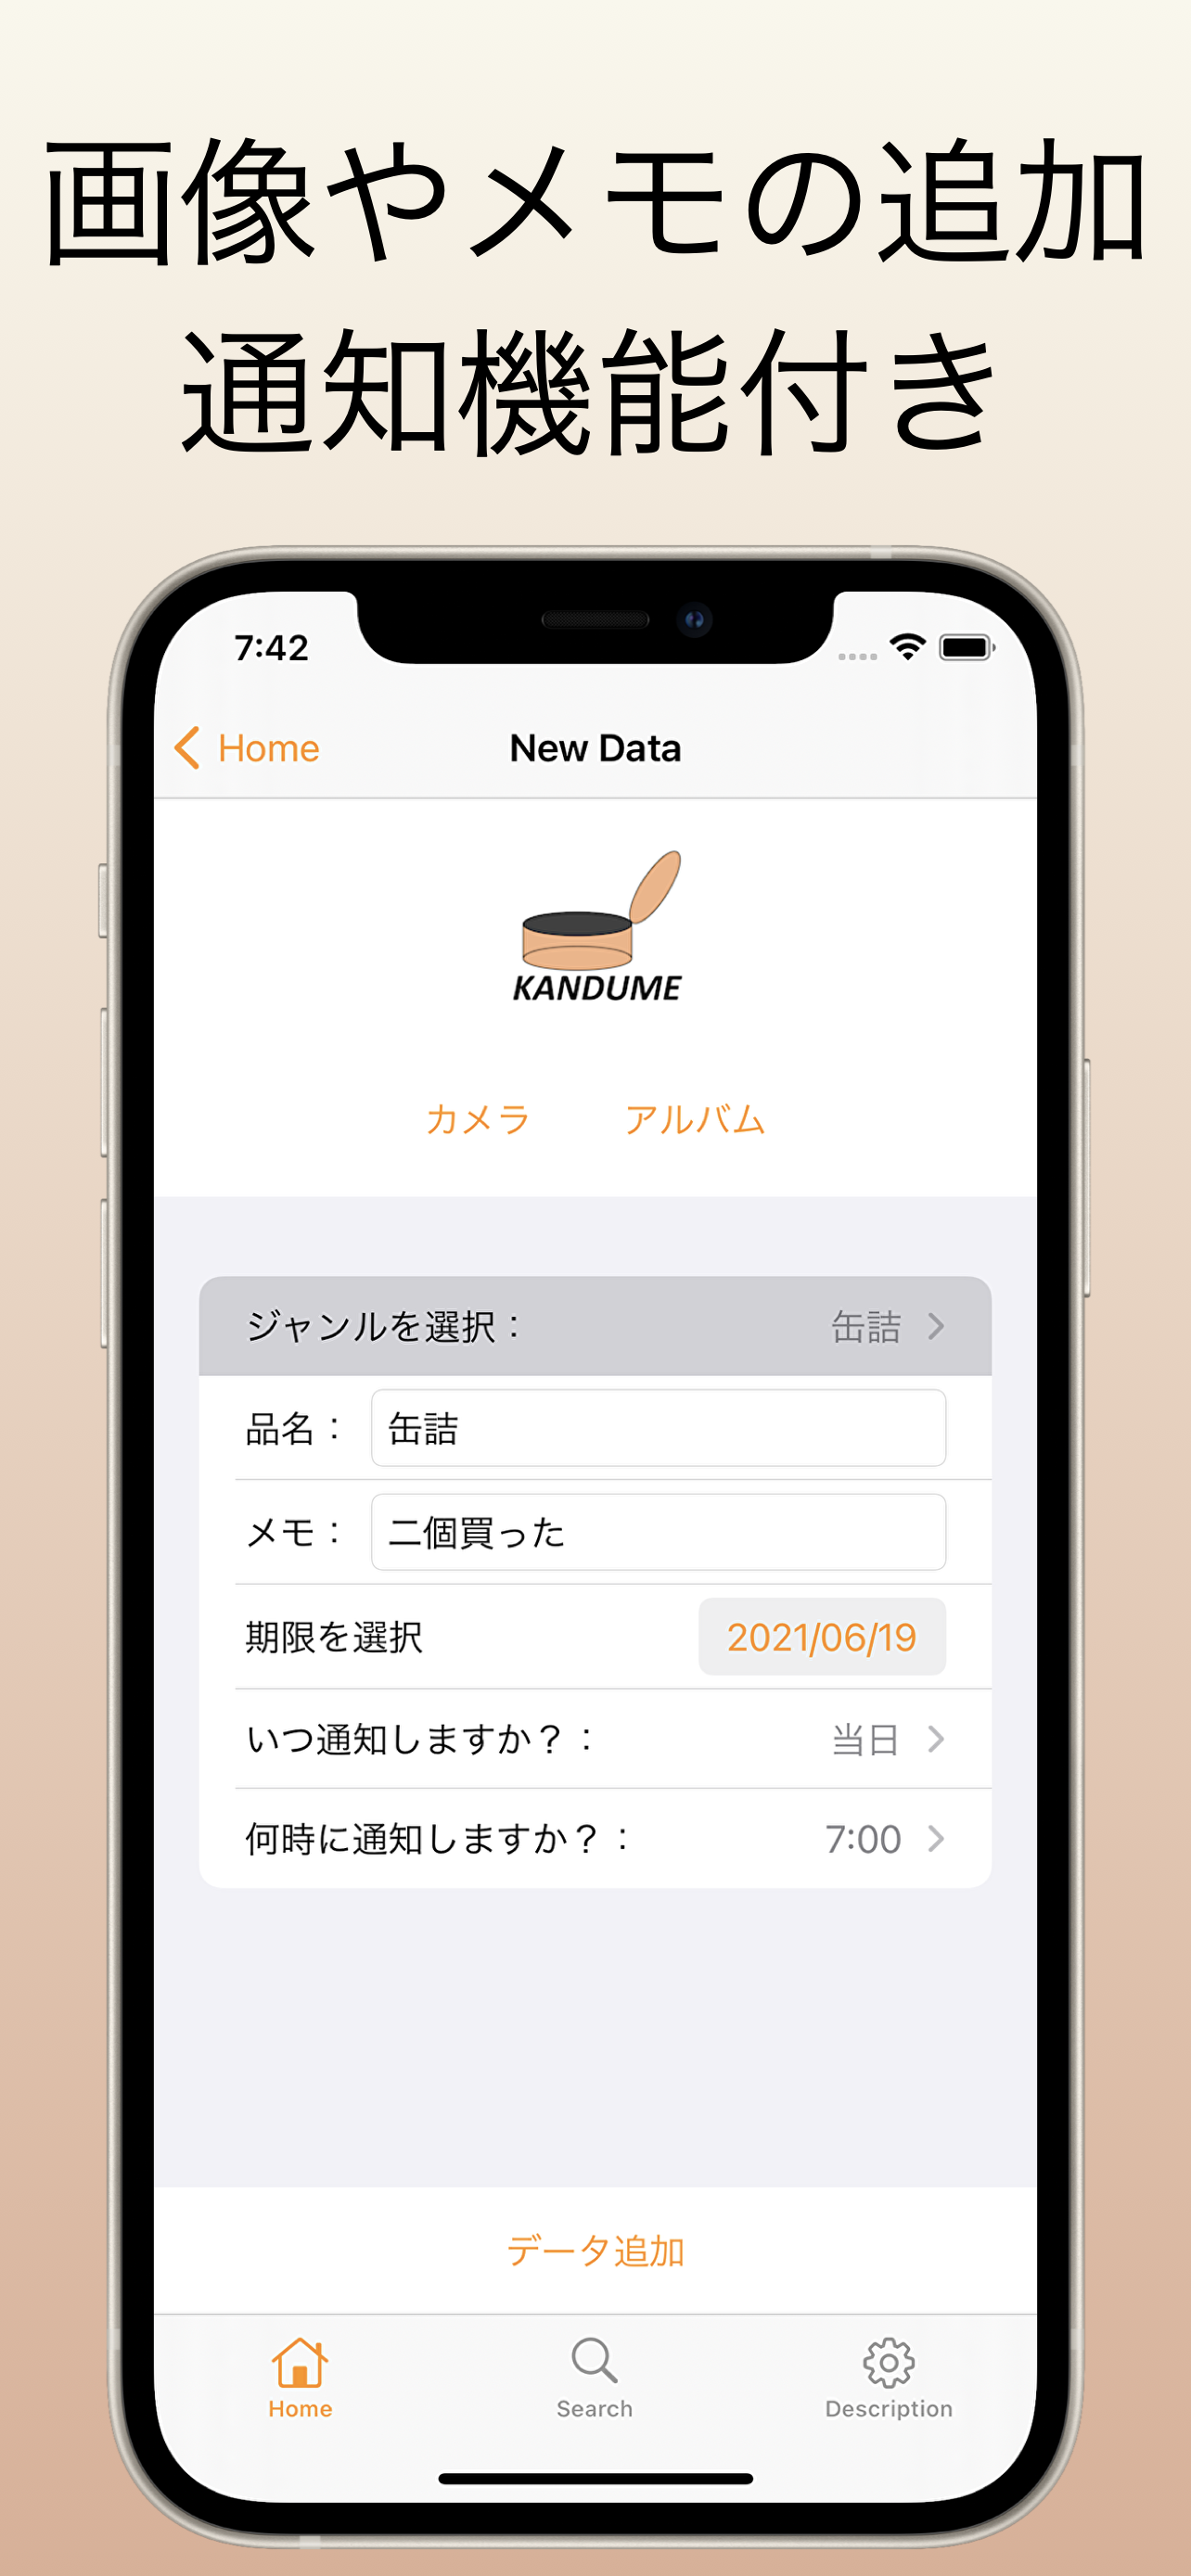 画像やメモの追加
通知機能付き
7:42
Home
New Data
KANDUME
カメラ アルバム
ジャンルを選択： 缶詰
品名： 缶詰
メモ： 二個買った
期限を選択 2021/06/19
いつ通知しますか？： 当日
何時に通知しますか？： 7:00
データ追加
Home Search Description